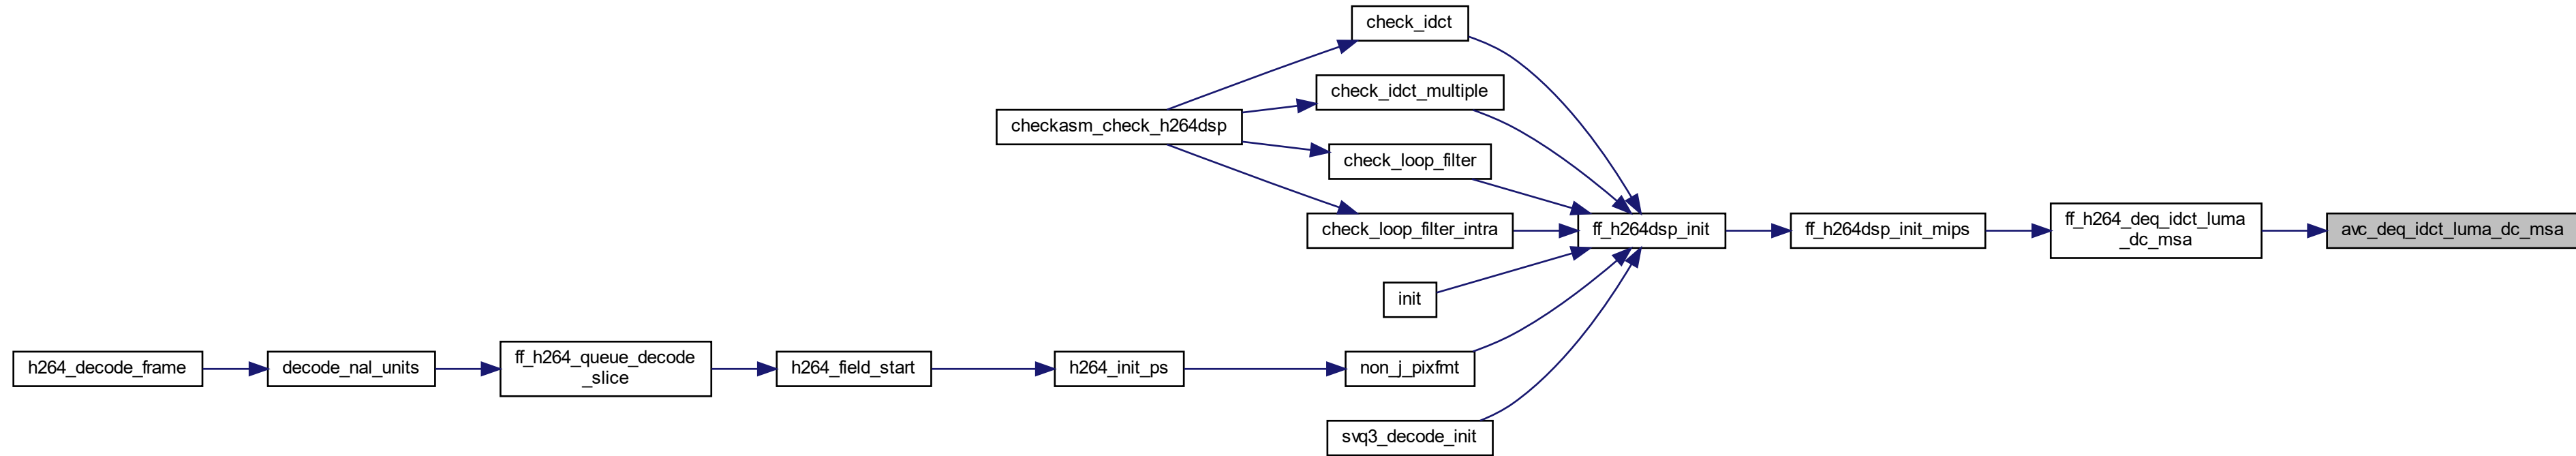 check_idct
check_idct_multiple
checkasm_check_h264dsp
check_loop_filter
check_loop_filter_intra
ff_h264dsp_init
ff_h264dsp_init_mips
ff_h264_deq_idct_luma
_dc_msa
avc_deq_idct_luma_dc_msa
init
h264_decode_frame
decode_nal_units
ff_h264_queue_decode
_slice
h264_field_start
h264_init_ps
non_j_pixfmt
svq3_decode_init